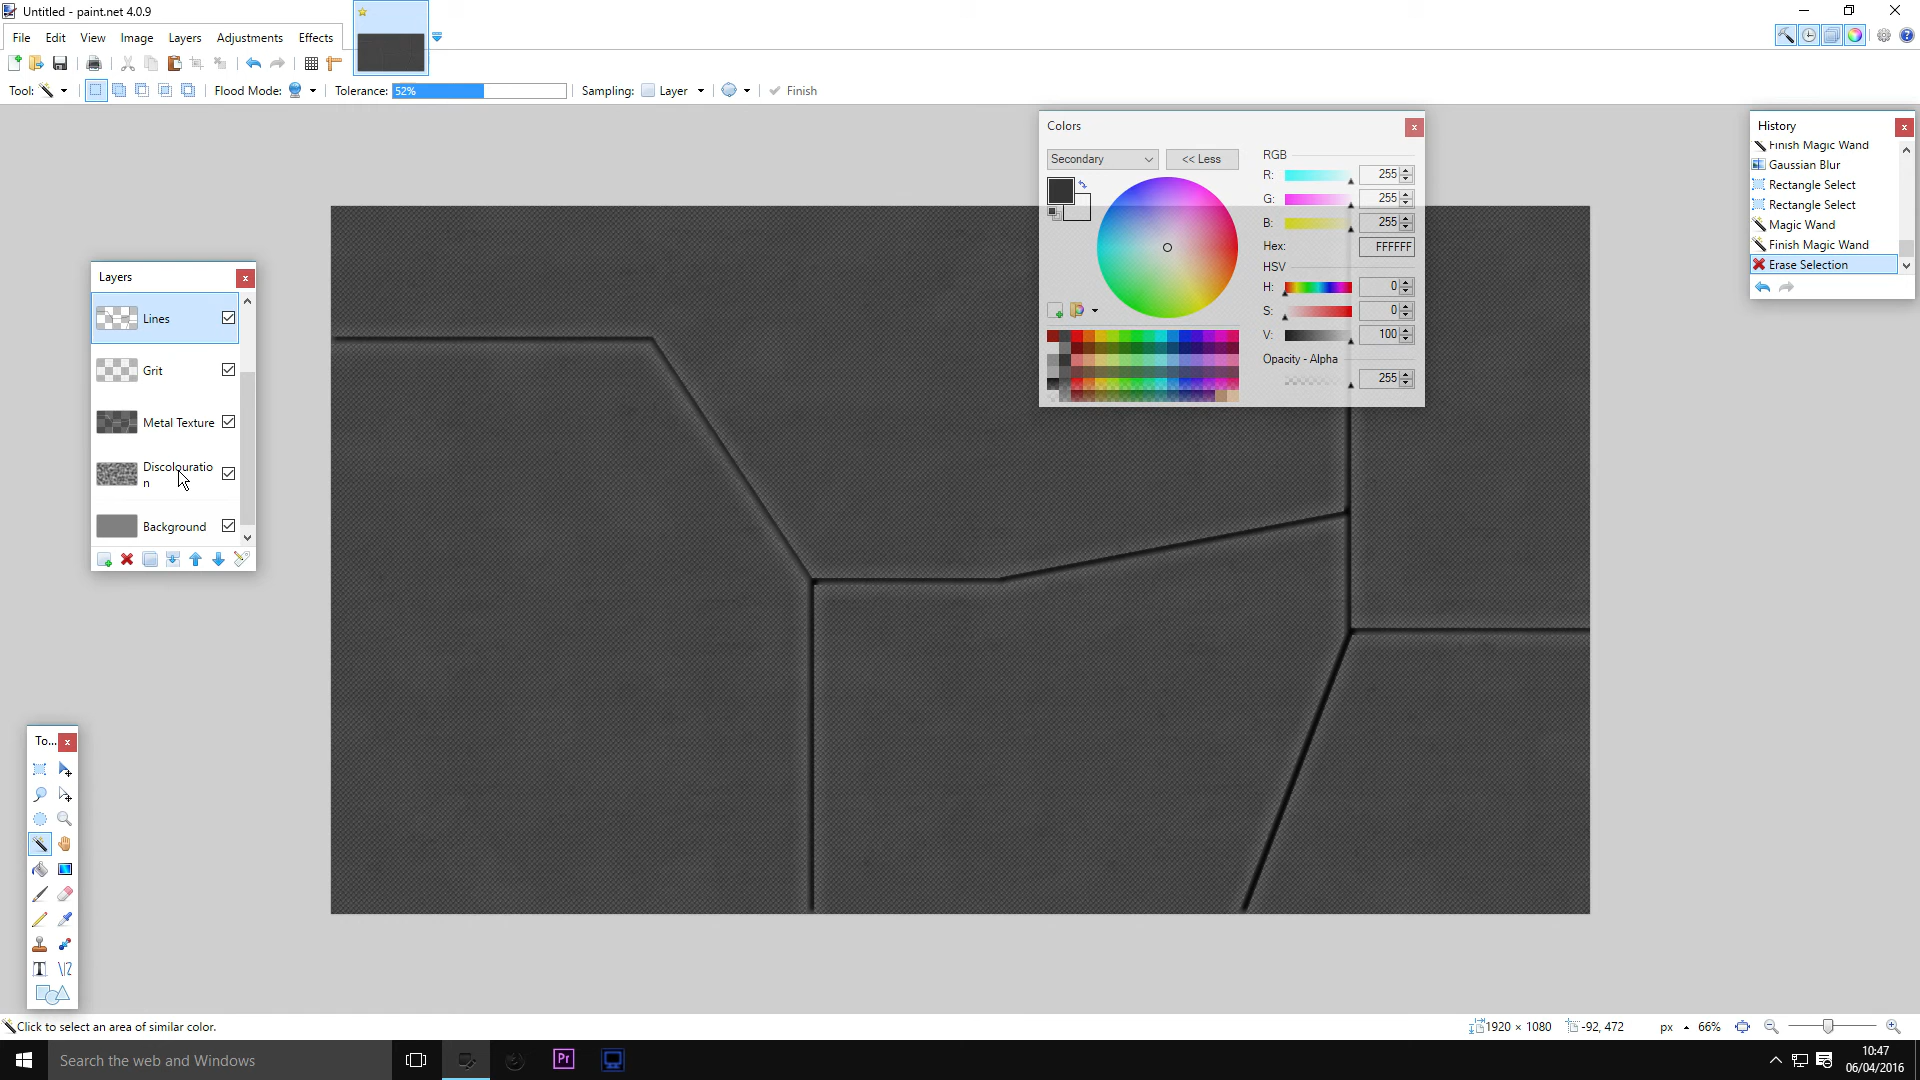 Untitled - paint.net 4.0.9
File Edit View Image Layers Adjustments Effects
Tool: Flood Mode: Tolerance: 52% Sampling: Layer Finish
Colors
Secondary << Less
RGB
R: 255
G: 255
B: 255
Hex: FFFFFF
HSV
H: 0
S: 0
V: 100
Opacity - Alpha
255
History
Finish Magic Wand
Gaussian Blur
Rectangle Select
Rectangle Select
Magic Wand
Finish Magic Wand
Erase Selection
Layers
Lines
Grit
Metal Texture
Discolouratio
n
Background
To...
Click to select an area of similar color.
1920 × 1080 -92, 472 px 66%
Search the web and Windows
Pr
10:47
06/04/2016